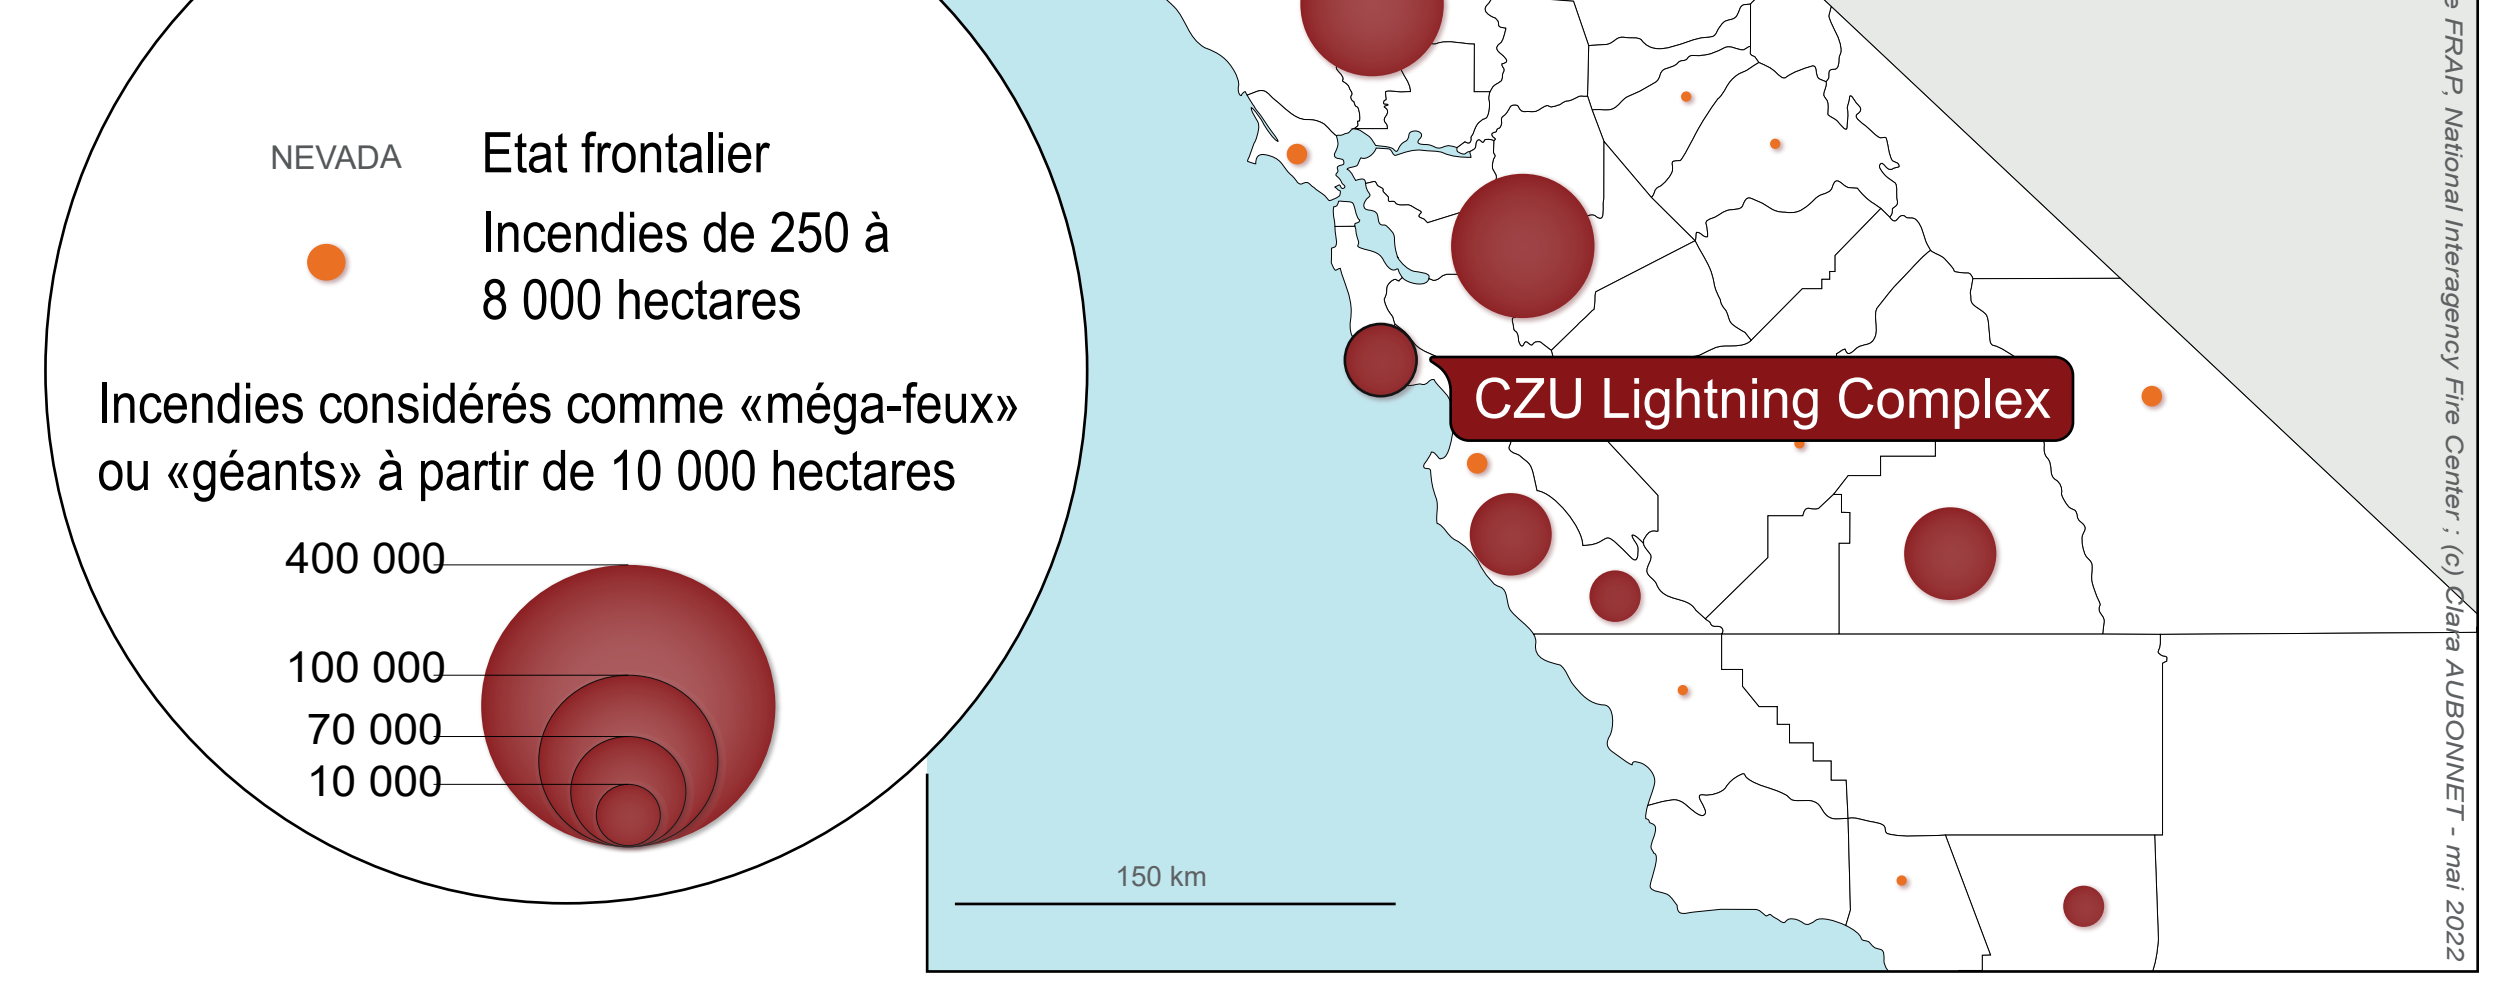 NEVADA
Etat frontalier
Incendies de 250 à
8 000 hectares
Incendies considérés comme «méga-feux»
ou «géants» à partir de 10 000 hectares
400 000
100 000
70 000
10 000
150 km
CZU Lightning Complex
FRAP, National Interagency Fire Center ; (c) Clara AUBONNET - mai 2022